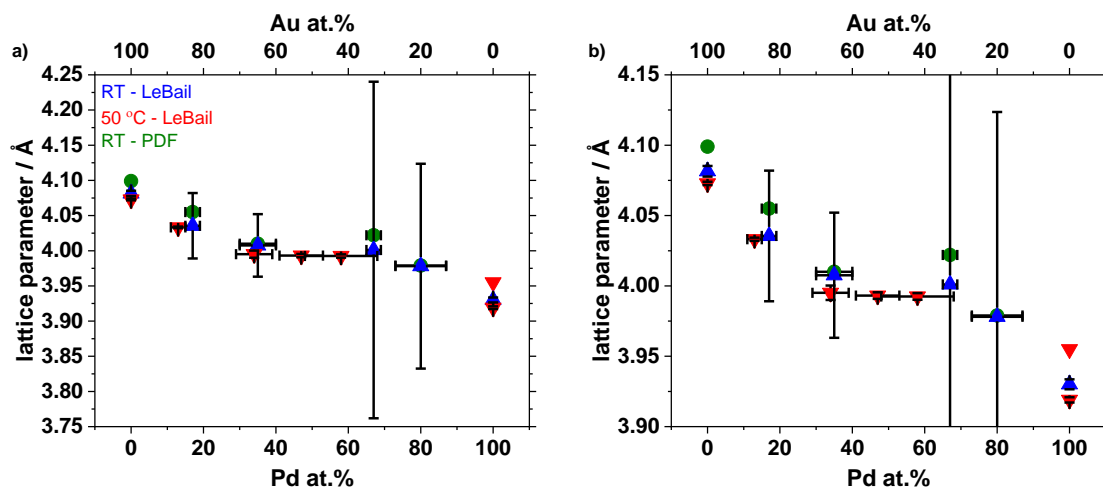 Au at.%
a)
100 80 60 40 20 0
4.25
4.20
4.15
4.10
4.05
4.00
3.95
3.90
3.85
3.80
3.75
lattice parameter / Å
RT - LeBail
50 °C - LeBail
RT - PDF
0 20 40 60 80 100
Pd at.%
Au at.%
b)
100 80 60 40 20 0
4.15
4.10
4.05
4.00
3.95
3.90
lattice parameter / Å
0 20 40 60 80 100
Pd at.%